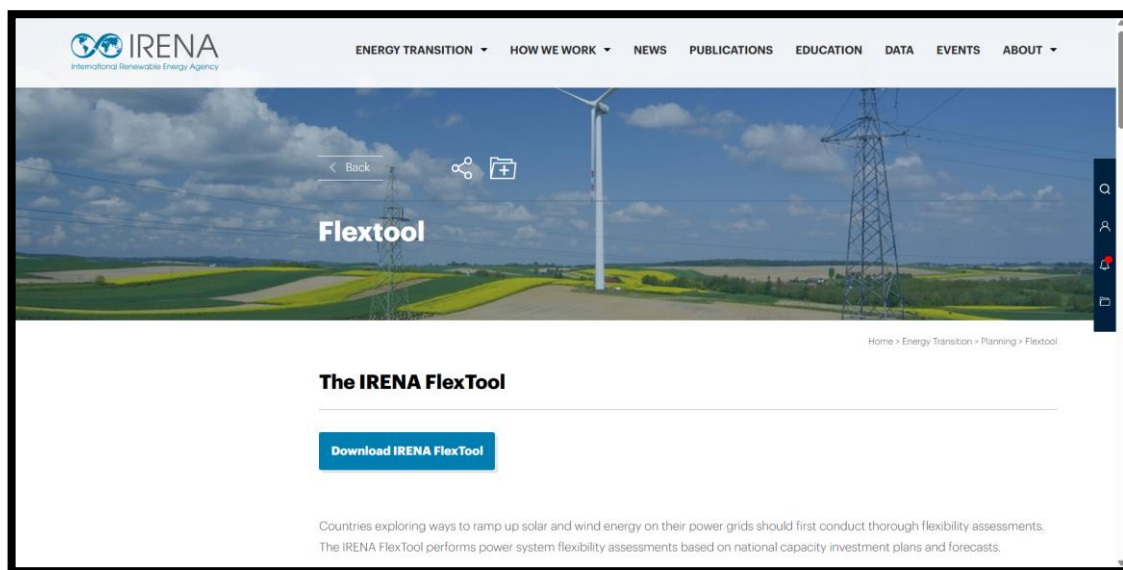 IRENA
International Renewable Energy Agency
ENERGY TRANSITION HOW WE WORK NEWS PUBLICATIONS EDUCATION DATA EVENTS ABOUT
< Back
Flextool
Home > Energy Transition > Planning > Flextool
The IRENA FlexTool
Download IRENA FlexTool
Countries exploring ways to ramp up solar and wind energy on their power grids should first conduct thorough flexibility assessments.
The IRENA FlexTool performs power system flexibility assessments based on national capacity investment plans and forecasts.